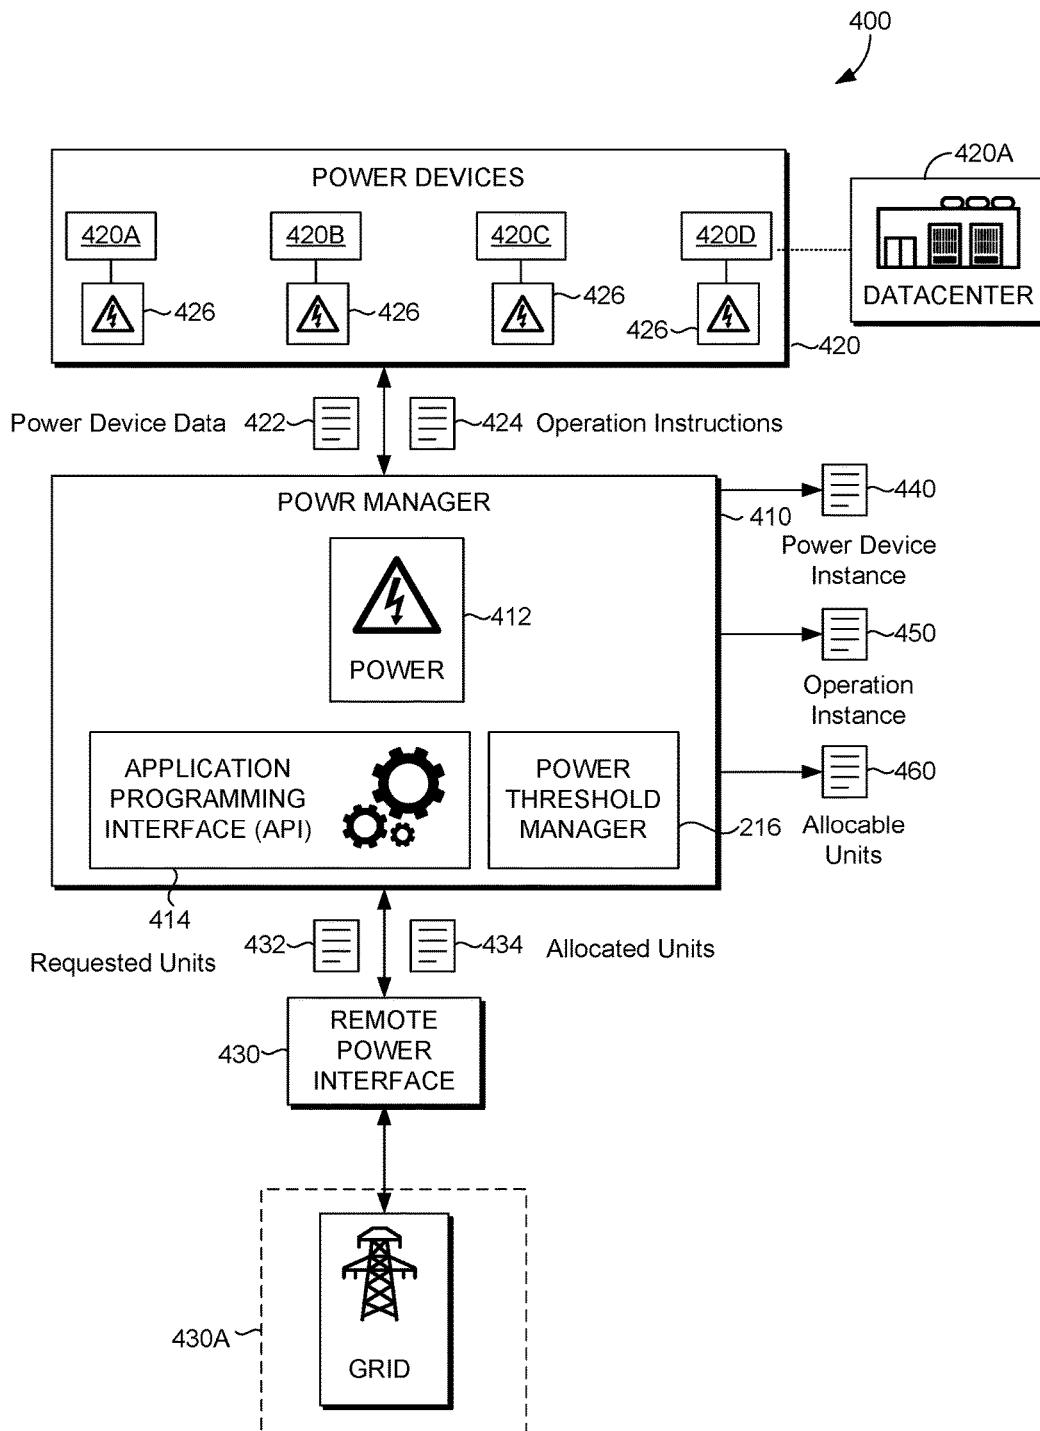 400
POWER DEVICES
420A
420A
420B
420C
420D
DATACENTER
426
426
426
426
420
Power Device Data
422
424
Operation Instructions
POWR MANAGER
410
440
Power Device
Instance
412
POWER
450
Operation
Instance
APPLICATION
PROGRAMMING
INTERFACE (API)
POWER
THRESHOLD
MANAGER
460
216
Allocable
Units
414
Requested Units
432
434
Allocated Units
430
REMOTE
POWER
INTERFACE
430A
GRID